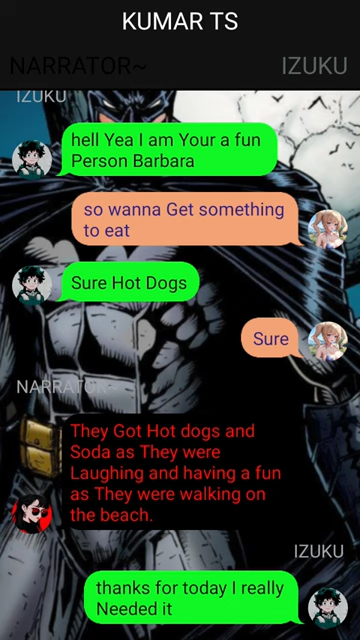 KUMAR TS
NARRATOR~
IZUKU
IZUKU
hell Yea I am Your a fun
Person Barbara
so wanna Get something
to eat
Sure Hot Dogs
Sure
NARRATOR~
They Got Hot dogs and
Soda as They were
Laughing and having a fun
as They were walking on
the beach.
IZUKU
thanks for today I really
Needed it